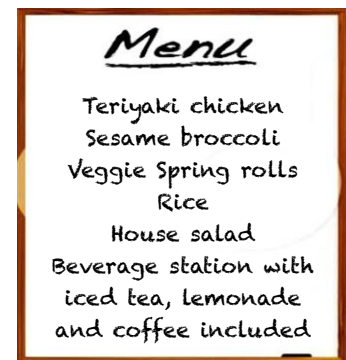 Menu
Teriyaki chicken
Sesame broccoli
Veggie Spring rolls
Rice
House salad
Beverage station with
iced tea, lemonade
and coffee included